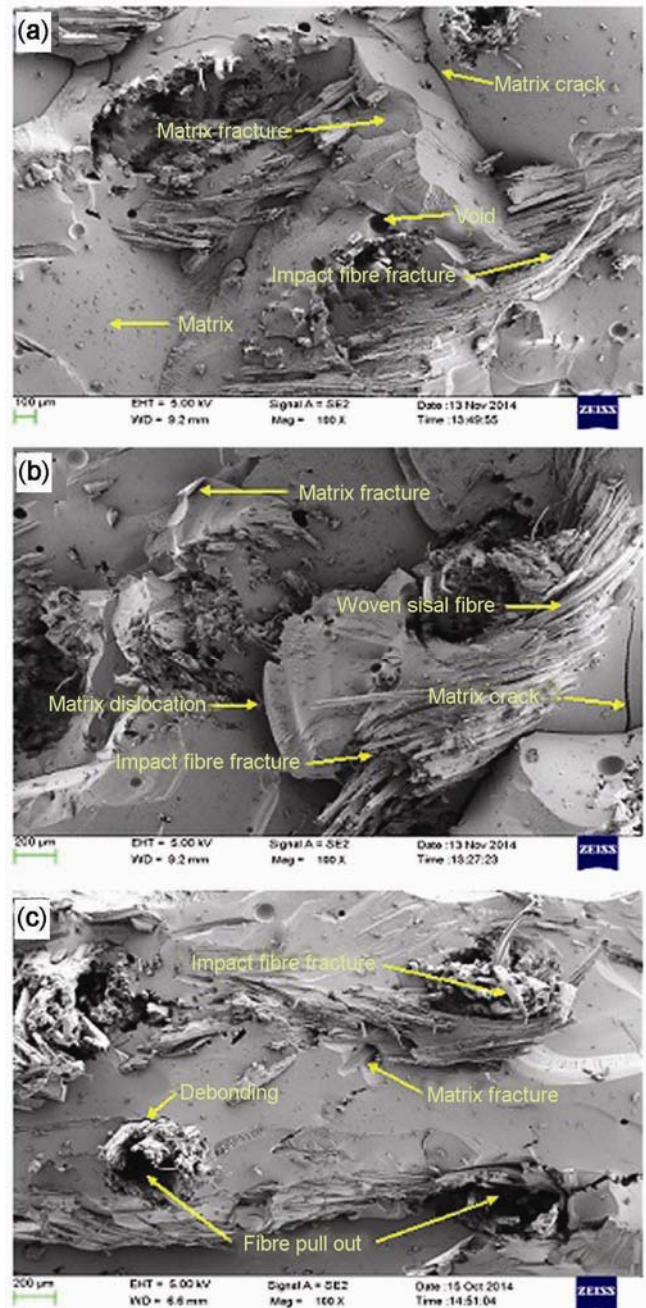 (a)
Matrix crack
Matrix fracture
Void
Impact fibre fracture
Matrix
100 µm
EHT = 5.00 kV
Signal A = SE2
Date :13 Nov 2014
WD = 9.2 mm
Mag = 100 X
Time :13:49:55
ZEISS
(b)
Matrix fracture
Woven sisal fibre
Matrix dislocation
Matrix crack
Impact fibre fracture
200 µm
EHT = 5.00 kV
Signal A = SE2
Date :13 Nov 2014
WD = 9.2 mm
Mag = 100 X
Time :13:27:23
ZEISS
(c)
Impact fibre fracture
Debonding
Matrix fracture
Fibre pull out
200 µm
EHT = 5.00 kV
Signal A = SE2
Date :15 Oct 2014
WD = 6.6 mm
Mag = 100 X
Time :14:51:04
ZEISS